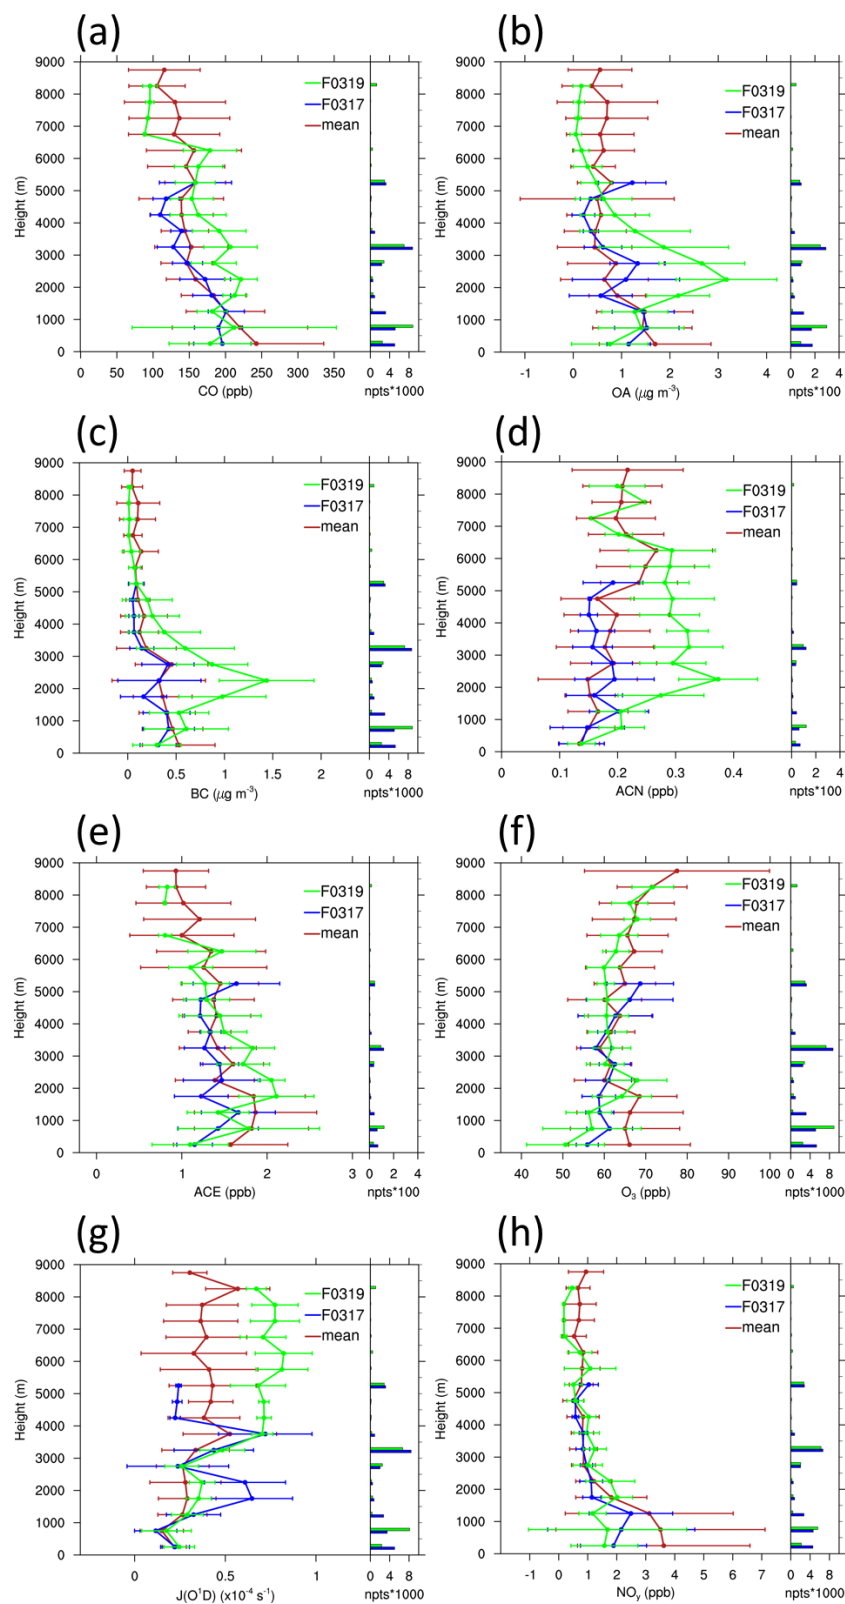 (a)
(b)
9000
8000
7000
6000
5000
4000
3000
2000
1000
0
Height (m)
F0319
F0317
mean
0 50 100 150 200 250 300 350
CO (ppb)
0 4 8
npts*1000
9000
8000
7000
6000
5000
4000
3000
2000
1000
0
Height (m)
F0319
F0317
mean
-1 0 1 2 3 4
OA (μg m⁻³)
0 2 4
npts*100
(c)
(d)
9000
8000
7000
6000
5000
4000
3000
2000
1000
0
Height (m)
F0319
F0317
mean
0 0.5 1 1.5 2
BC (μg m⁻³)
0 4 8
npts*1000
9000
8000
7000
6000
5000
4000
3000
2000
1000
0
Height (m)
F0319
F0317
mean
0 0.1 0.2 0.3 0.4
ACN (ppb)
0 2 4
npts*100
(e)
(f)
9000
8000
7000
6000
5000
4000
3000
2000
1000
0
Height (m)
F0319
F0317
mean
0 1 2 3
ACE (ppb)
0 2 4
npts*100
9000
8000
7000
6000
5000
4000
3000
2000
1000
0
Height (m)
F0319
F0317
mean
40 50 60 70 80 90 100
O₃ (ppb)
0 4 8
npts*1000
(g)
(h)
9000
8000
7000
6000
5000
4000
3000
2000
1000
0
Height (m)
F0319
F0317
mean
0 0.5 1
J(O¹D) (x10⁻⁴ s⁻¹)
0 4 8
npts*1000
9000
8000
7000
6000
5000
4000
3000
2000
1000
0
Height (m)
F0319
F0317
mean
-1 0 1 2 3 4 5 6 7
NOy (ppb)
0 4 8
npts*1000